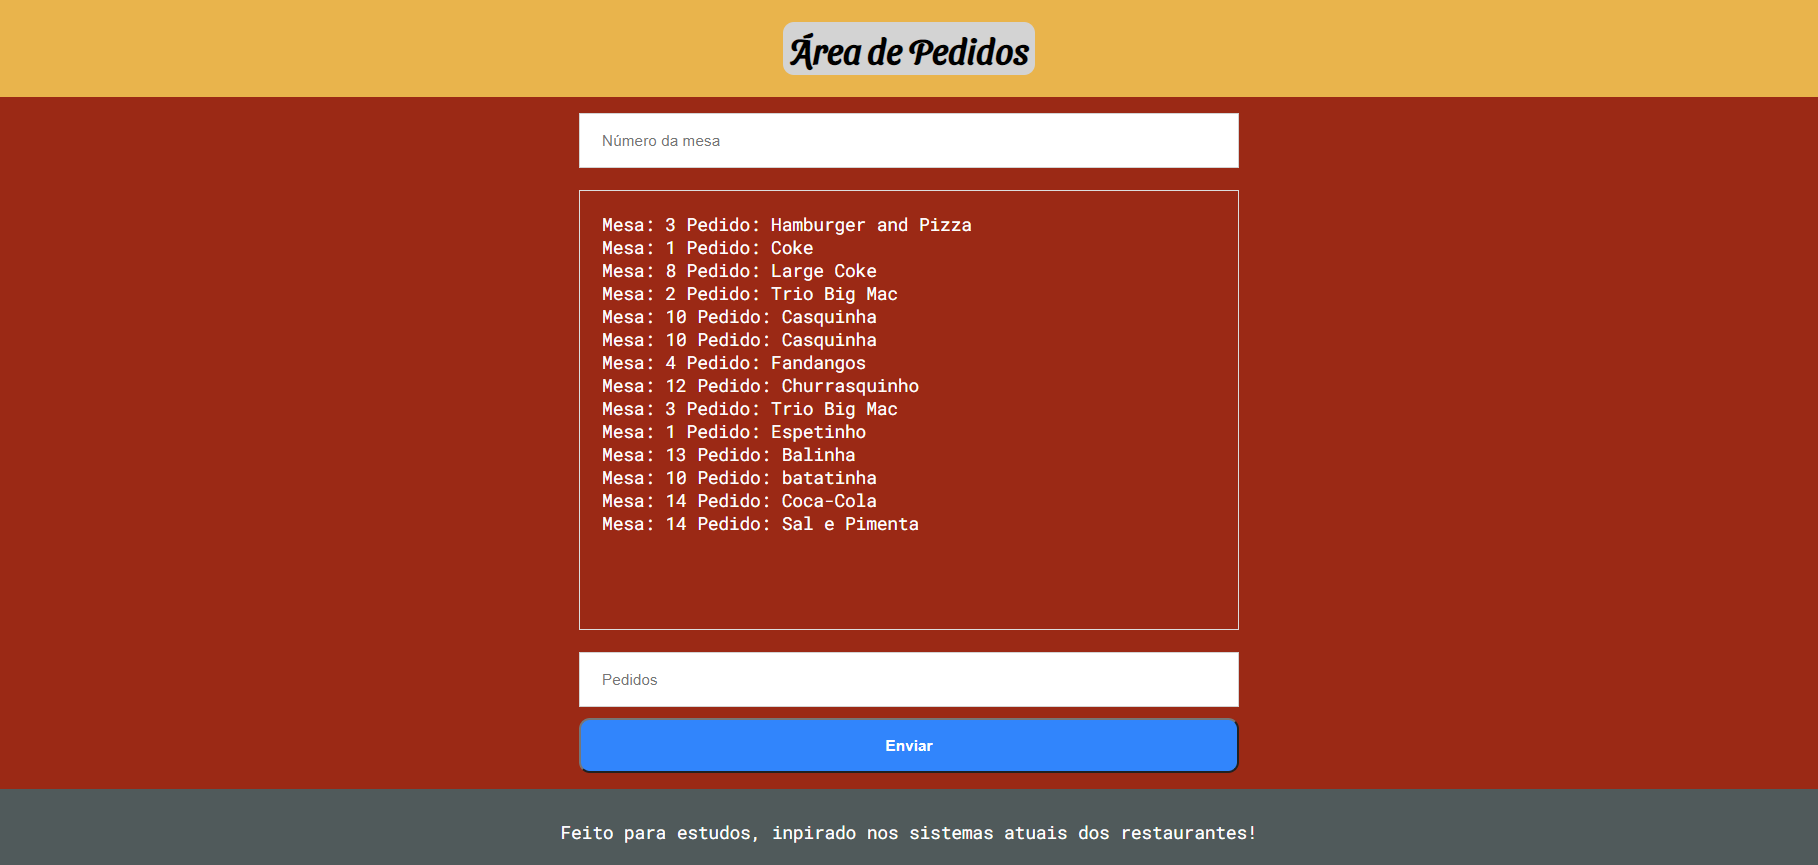 Área de Pedidos
Número da mesa
Mesa: 3 Pedido: Hamburger and Pizza
Mesa: 1 Pedido: Coke
Mesa: 8 Pedido: Large Coke
Mesa: 2 Pedido: Trio Big Mac
Mesa: 10 Pedido: Casquinha
Mesa: 10 Pedido: Casquinha
Mesa: 4 Pedido: Fandangos
Mesa: 12 Pedido: Churrasquinho
Mesa: 3 Pedido: Trio Big Mac
Mesa: 1 Pedido: Espetinho
Mesa: 13 Pedido: Balinha
Mesa: 10 Pedido: batatinha
Mesa: 14 Pedido: Coca-Cola
Mesa: 14 Pedido: Sal e Pimenta
Pedidos
Enviar
Feito para estudos, inpirado nos sistemas atuais dos restaurantes!